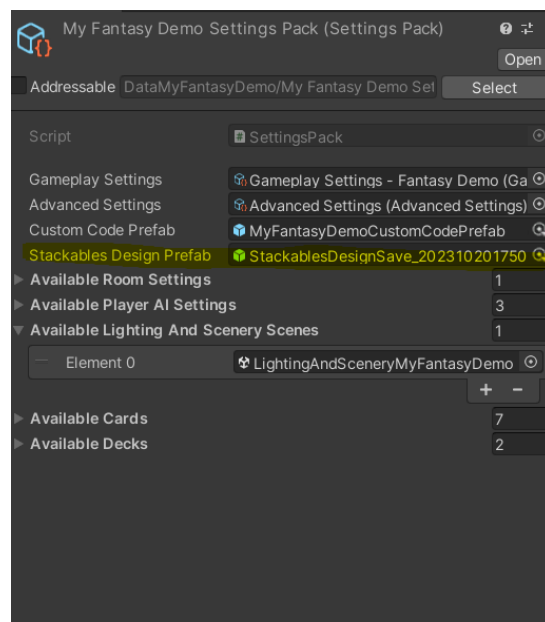 My Fantasy Demo Settings Pack (Settings Pack)
Open
Addressable DataMyFantasyDemo/My Fantasy Demo Set Select
Script SettingsPack
Gameplay Settings Gameplay Settings - Fantasy Demo (Ga
Advanced Settings Advanced Settings (Advanced Settings)
Custom Code Prefab MyFantasyDemoCustomCodePrefab
Stackables Design Prefab StackablesDesignSave_202310201750
Available Room Settings 1
Available Player AI Settings 3
Available Lighting And Scenery Scenes 1
Element 0 LightingAndSceneryMyFantasyDemo
+ -
Available Cards 7
Available Decks 2